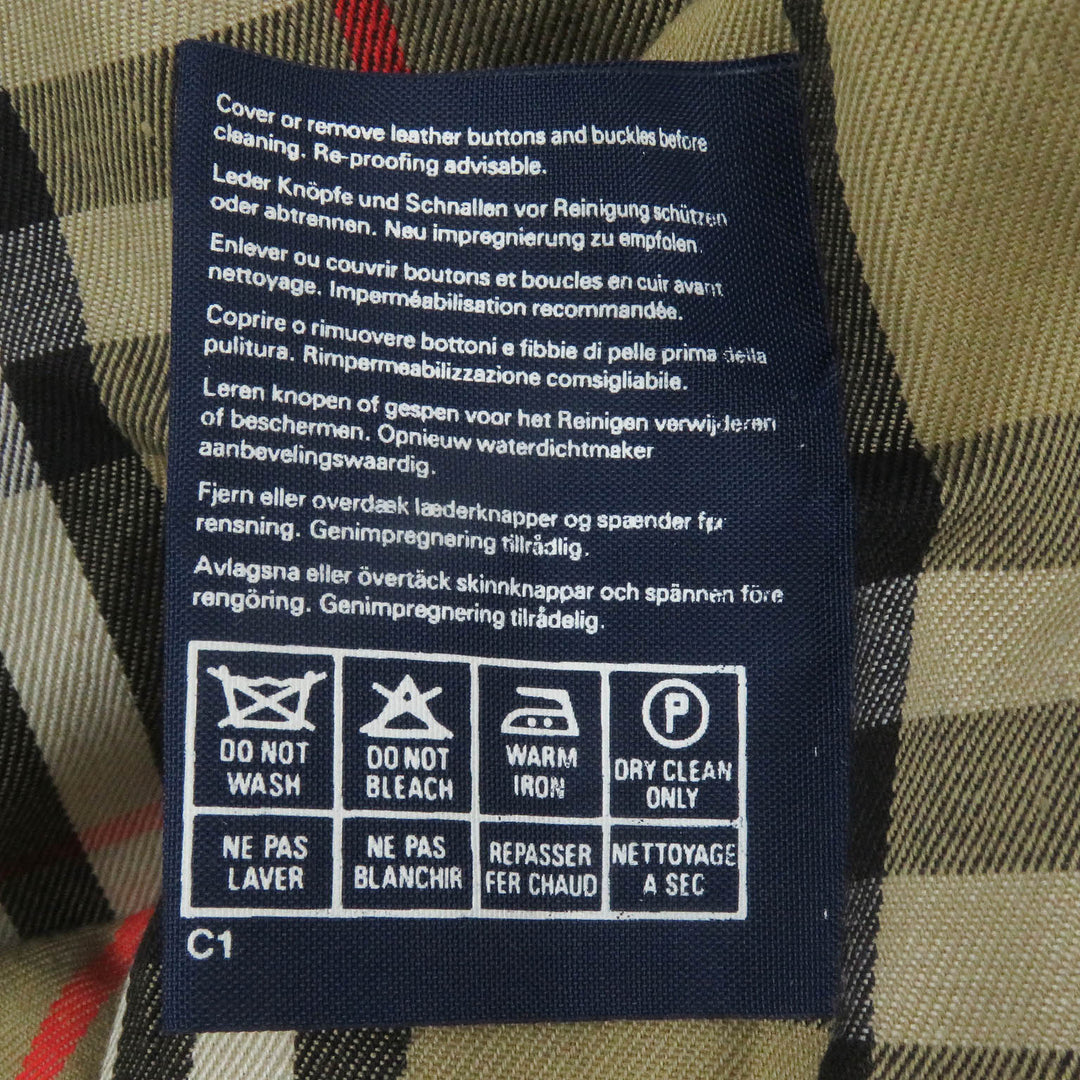 Cover or remove leather buttons and buckles before
cleaning. Re-proofing advisable.
Leder Knöpfe und Schnallen vor Reinigung schützen
oder abtrennen. Neu impregnierung zu empfolen.
Enlever ou couvrir boutons et boucles en cuir avant
nettoyage. Imperméabilisation recommandée.
Coprire o rimuovere bottoni e fibbie di pelle prima della
pulitura. Rimpermeabilizzazione comsigliabile.
Leren knopen of gespen voor het Reinigen verwijderen
of beschermen. Opnieuw waterdichtmaker
aanbevelingswaardig.
Fjern eller overdæk læderknapper og spænder før
rensning. Genimpregnering tillrådlig.
Avlagsna eller övertäck skinnknappar och spännen före
rengöring. Genimpregnering tilrådelig.
DO NOT
WASH
DO NOT
BLEACH
WARM
IRON
P
DRY CLEAN
ONLY
NE PAS
LAVER
NE PAS
BLANCHIR
REPASSER
FER CHAUD
NETTOYAGE
A SEC
C1